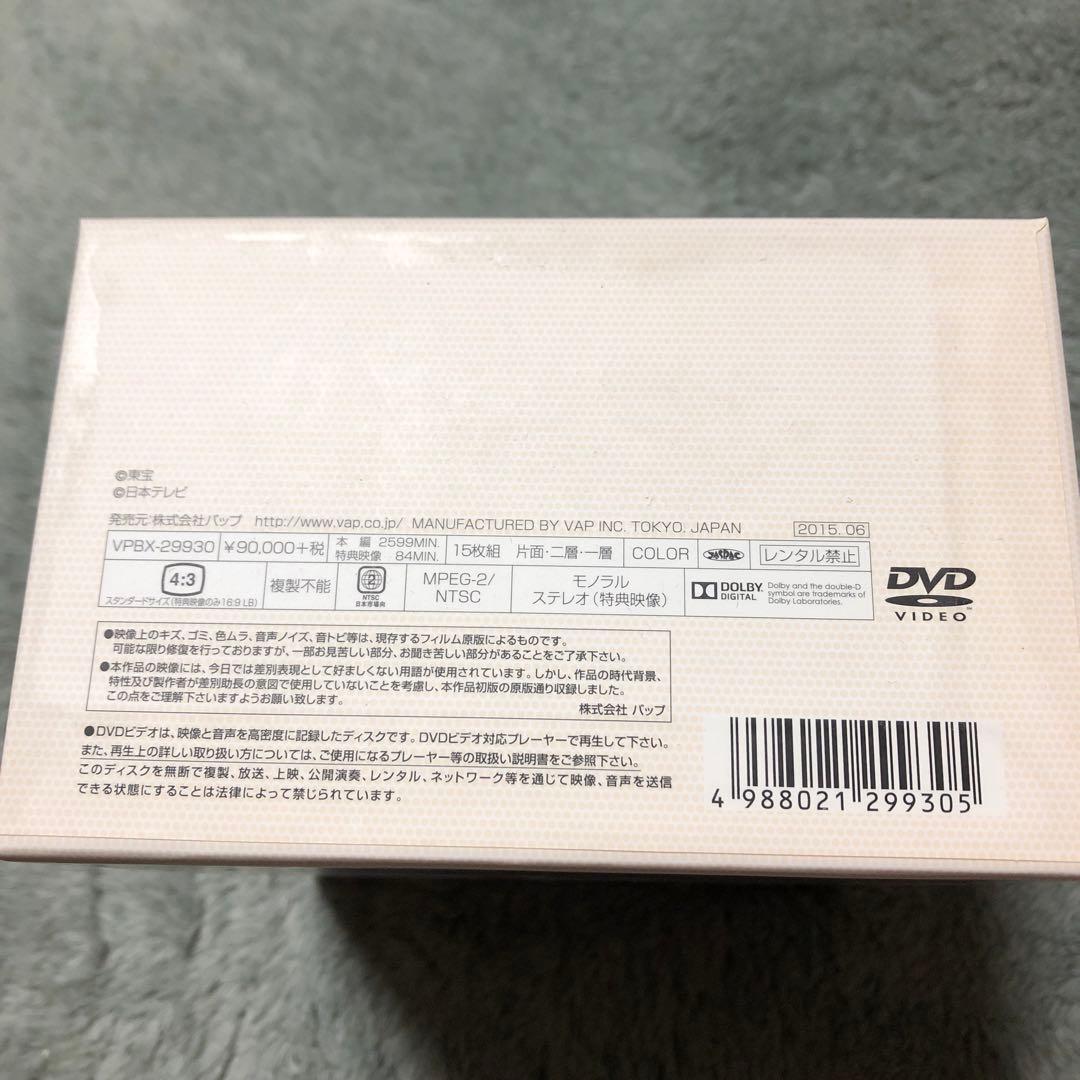 ©東宝
©日本テレビ
発売元:株式会社バップ http://www.vap.co.jp/ MANUFACTURED BY VAP INC. TOKYO. JAPAN 2015.06
VPBX-29930 ¥90,000+税 本編 2599MIN. 特典映像 84MIN. 15枚組 片面・二層・一層 COLOR レンタル禁止
4:3 スタンダードサイズ(特典映像のみ16:9 LB) 複製不能 2 NTSC 日本市場向 MPEG-2/ NTSC モノラル ステレオ(特典映像) DOLBY DIGITAL Dolby and the double-D symbol are trademarks of Dolby Laboratories. DVD VIDEO ™
●映像上のキズ、ゴミ、色ムラ、音声ノイズ、音トビ等は、現存するフィルム原版によるものです。
可能な限り修復を行っておりますが、一部お見苦しい部分、お聞き苦しい部分があることをご了承下さい。
●本作品の映像には、今日では差別表現として好ましくない用語が使用されています。しかし、作品の時代背景、
特性及び製作者が差別助長の意図で使用していないことを考慮し、本作品初版の原版通り収録しました。
この点をご理解下さいますようお願い致します。
株式会社 バップ
●DVDビデオは、映像と音声を高密度に記録したディスクです。DVDビデオ対応プレーヤーで再生して下さい。
また、再生上の詳しい取り扱い方については、ご使用になるプレーヤー等の取扱い説明書をご参照下さい。
このディスクを無断で複製、放送、上映、公開演奏、レンタル、ネットワーク等を通じて映像、音声を送信
できる状態にすることは法律によって禁じられています。
4 988021 299305